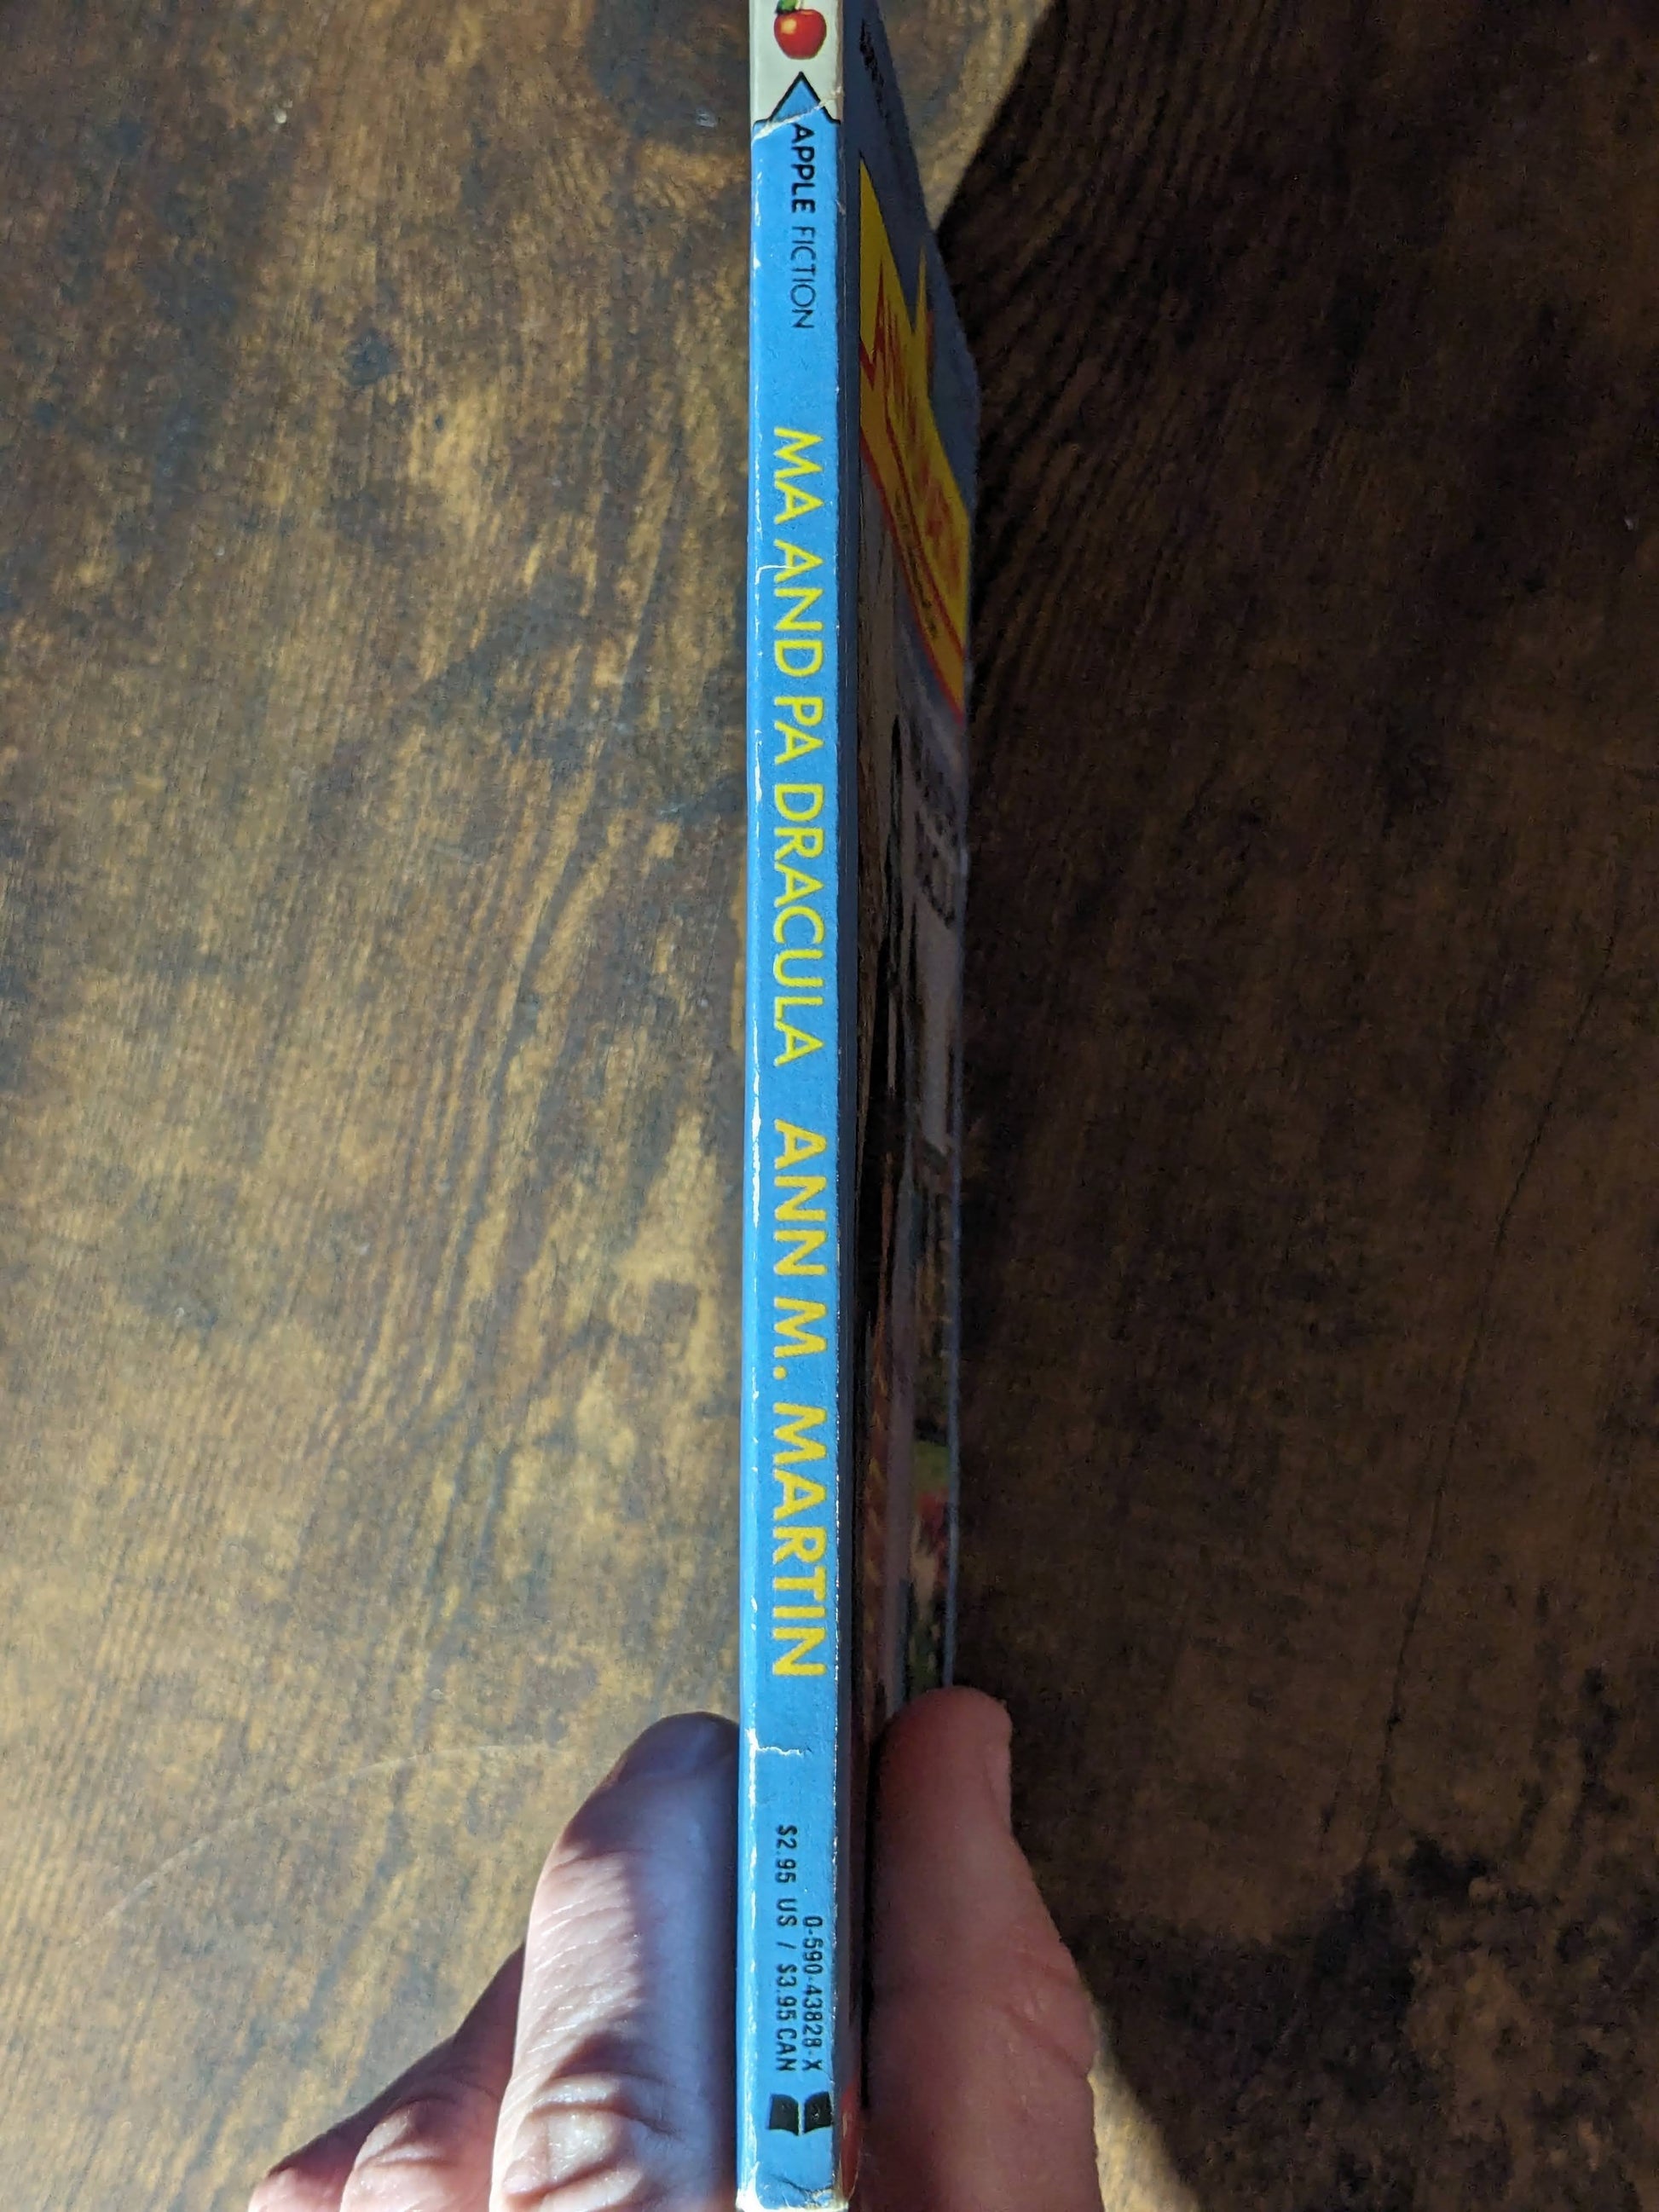 APPLE FICTION
MA AND PA DRACULA
ANN M. MARTIN
0-590-43828-X
$2.95 US / $3.95 CAN